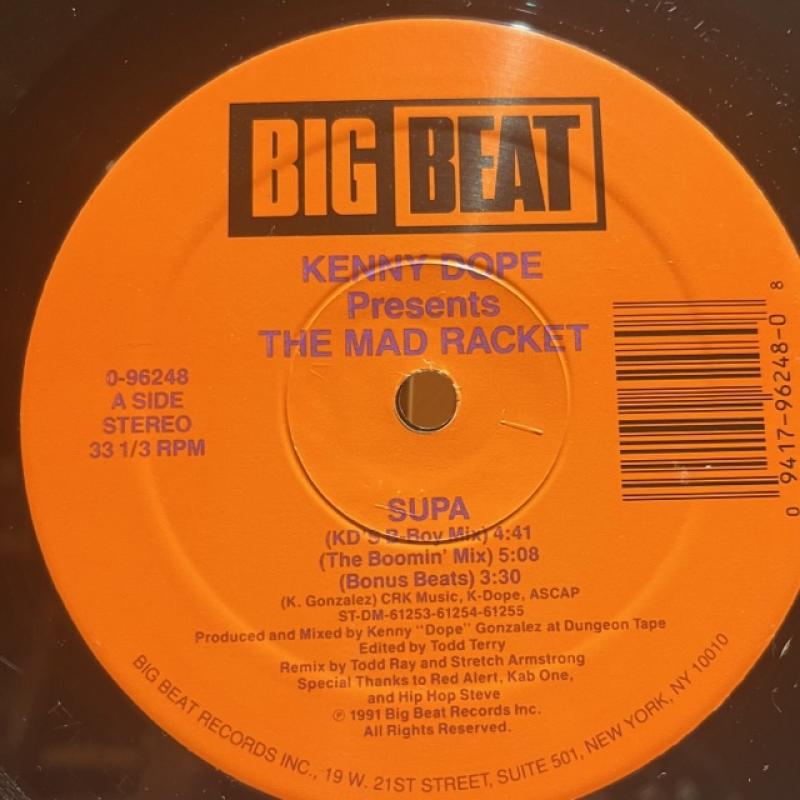 BIG BEAT
KENNY DOPE
Presents
THE MAD RACKET
0-96248
A SIDE
STEREO
33 1/3 RPM
0 9417-96248-0 8
SUPA
(KD'S B-Boy Mix) 4:41
(The Boomin' Mix) 5:08
(Bonus Beats) 3:30
(K. Gonzalez) CRK Music, K-Dope, ASCAP
ST-DM-61253-61254-61255
Produced and Mixed by Kenny "Dope" Gonzalez at Dungeon Tape
Edited by Todd Terry
Remix by Todd Ray and Stretch Armstrong
Special Thanks to Red Alert, Kab One,
and Hip Hop Steve
℗ 1991 Big Beat Records Inc.
All Rights Reserved.
BIG BEAT RECORDS INC., 19 W. 21ST STREET, SUITE 501, NEW YORK, NY 10010